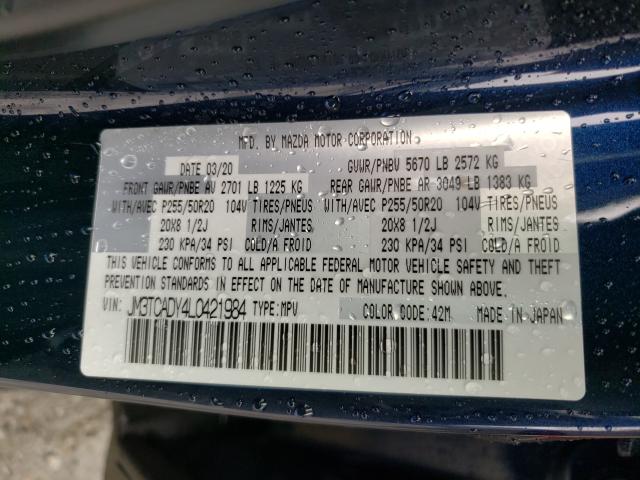 MFD. BY MAZDA MOTOR CORPORATION
DATE 03/20 GVWR/PNBV 5670 LB 2572 KG
FRONT GAWR/PNBE AV 2701 LB 1225 KG REAR GAWR/PNBE AR 3049 LB 1383 KG
WITH/AVEC P255/50R20 104V TIRES/PNEUS WITH/AVEC P255/50R20 104V TIRES/PNEUS
20X8 1/2J RIMS/JANTES 20X8 1/2J RIMS/JANTES
230 KPA/34 PSI COLD/A FROID 230 KPA/34 PSI COLD/A FROID
THIS VEHICLE CONFORMS TO ALL APPLICABLE FEDERAL MOTOR VEHICLE SAFETY AND THEFT
PREVENTION STANDARDS IN EFFECT ON THE DATE OF MANUFACTURE SHOWN ABOVE.
VIN: JM3TCADY4L0421984 TYPE: MPV COLOR CODE: 42M MADE IN JAPAN